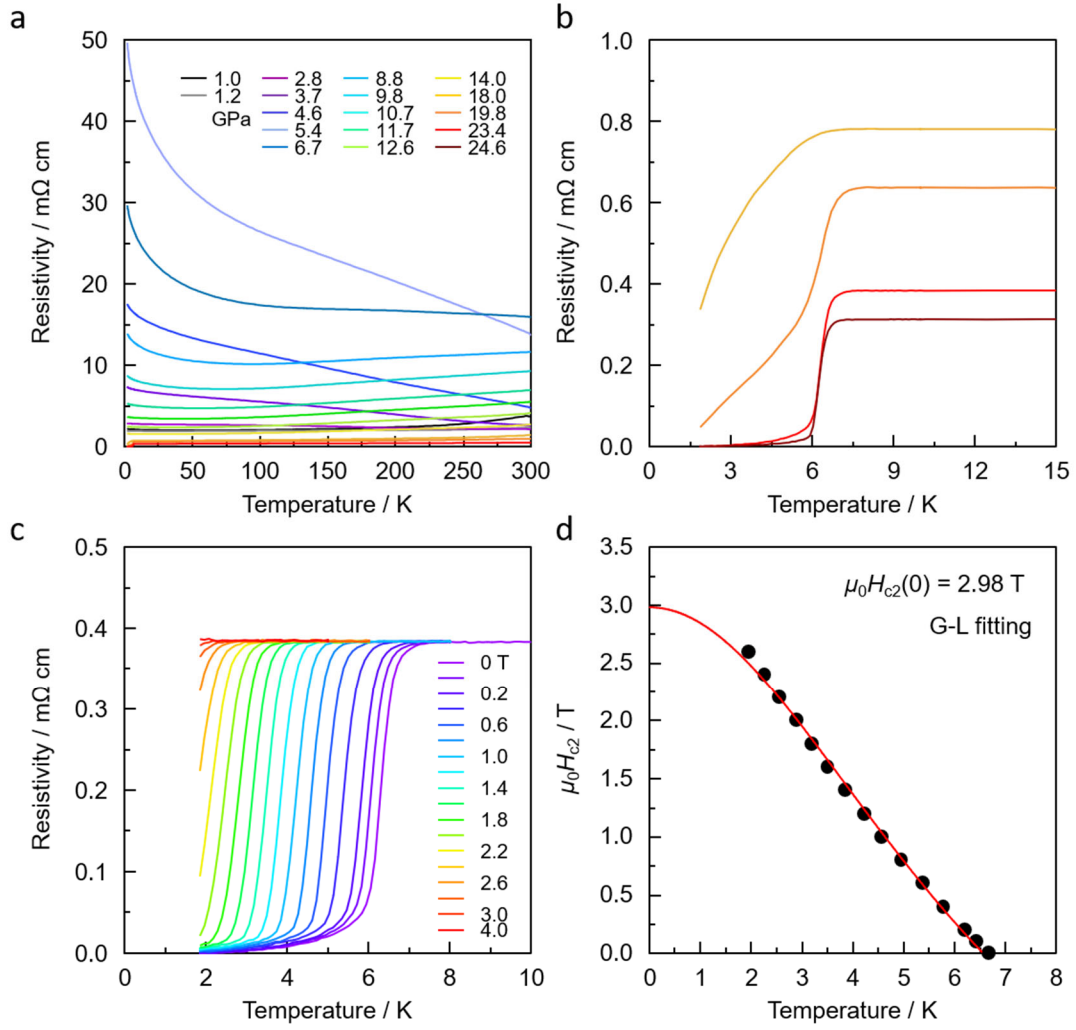 a
50
40
30
20
10
0
Resistivity / mΩ cm
1.0 2.8 8.8 14.0
1.2 3.7 9.8 18.0
GPa 4.6 10.7 19.8
5.4 11.7 23.4
6.7 12.6 24.6
0 50 100 150 200 250 300
Temperature / K
b
1.0
0.8
0.6
0.4
0.2
0.0
Resistivity / mΩ cm
0 3 6 9 12 15
Temperature / K
c
0.5
0.4
0.3
0.2
0.1
0.0
Resistivity / mΩ cm
0 T
0.2
0.6
1.0
1.4
1.8
2.2
2.6
3.0
4.0
0 2 4 6 8 10
Temperature / K
d
3.5
3.0
2.5
2.0
1.5
1.0
0.5
0.0
μ0Hc2 / T
μ0Hc2(0) = 2.98 T
G-L fitting
0 1 2 3 4 5 6 7 8
Temperature / K